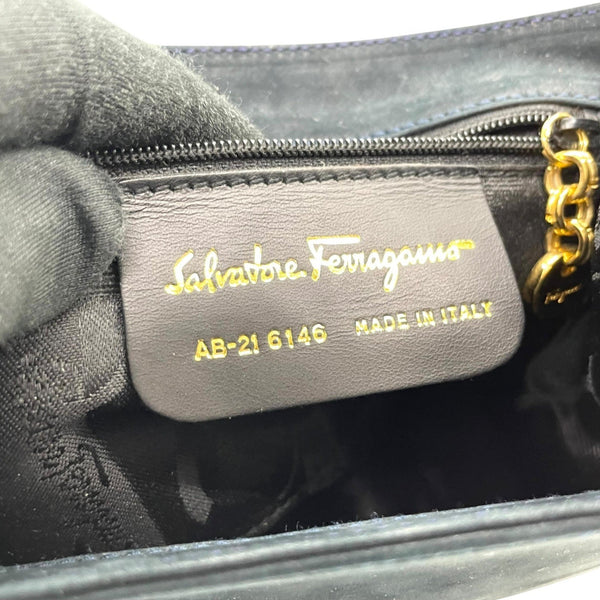 Salvatore Ferragamo
AB-21 6146 MADE IN ITALY